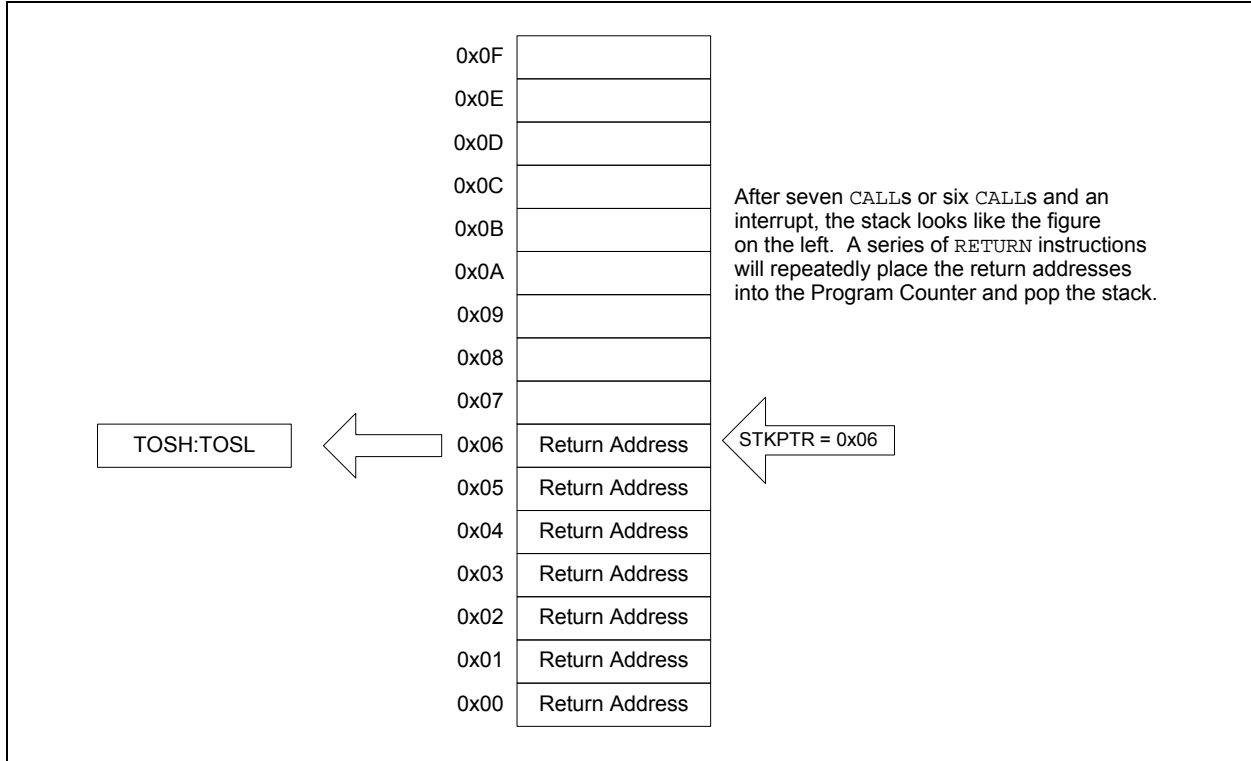 0x0F
0x0E
0x0D
0x0C
0x0B
0x0A
0x09
0x08
0x07
After seven CALLs or six CALLs and an
interrupt, the stack looks like the figure
on the left. A series of RETURN instructions
will repeatedly place the return addresses
into the Program Counter and pop the stack.
TOSH:TOSL
0x06 Return Address
STKPTR = 0x06
0x05 Return Address
0x04 Return Address
0x03 Return Address
0x02 Return Address
0x01 Return Address
0x00 Return Address